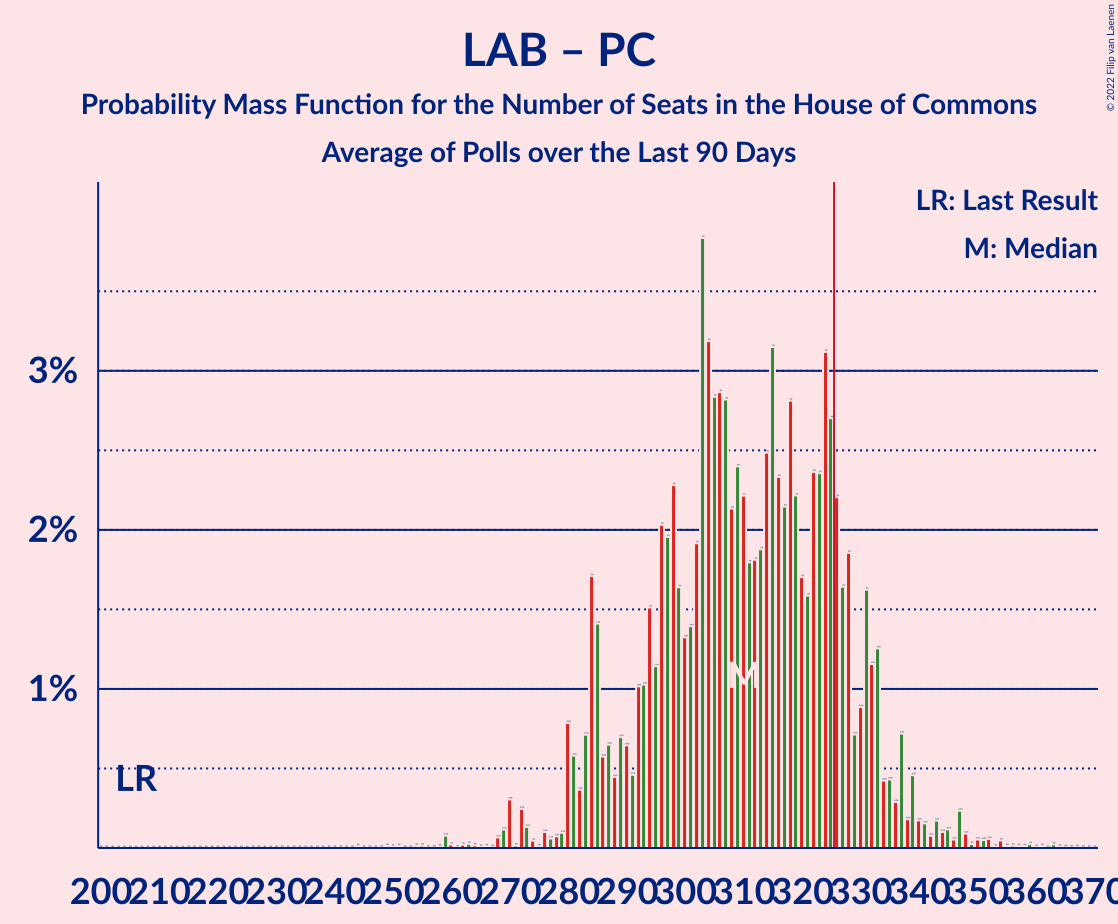 LAB – PC
Probability Mass Function for the Number of Seats in the House of Commons
Average of Polls over the Last 90 Days
© 2022 Filip van Laenen
LR: Last Result
M: Median
3%
2%
1%
LR
M
200 210 220 230 240 250 260 270 280 290 300 310 320 330 340 350 360 370